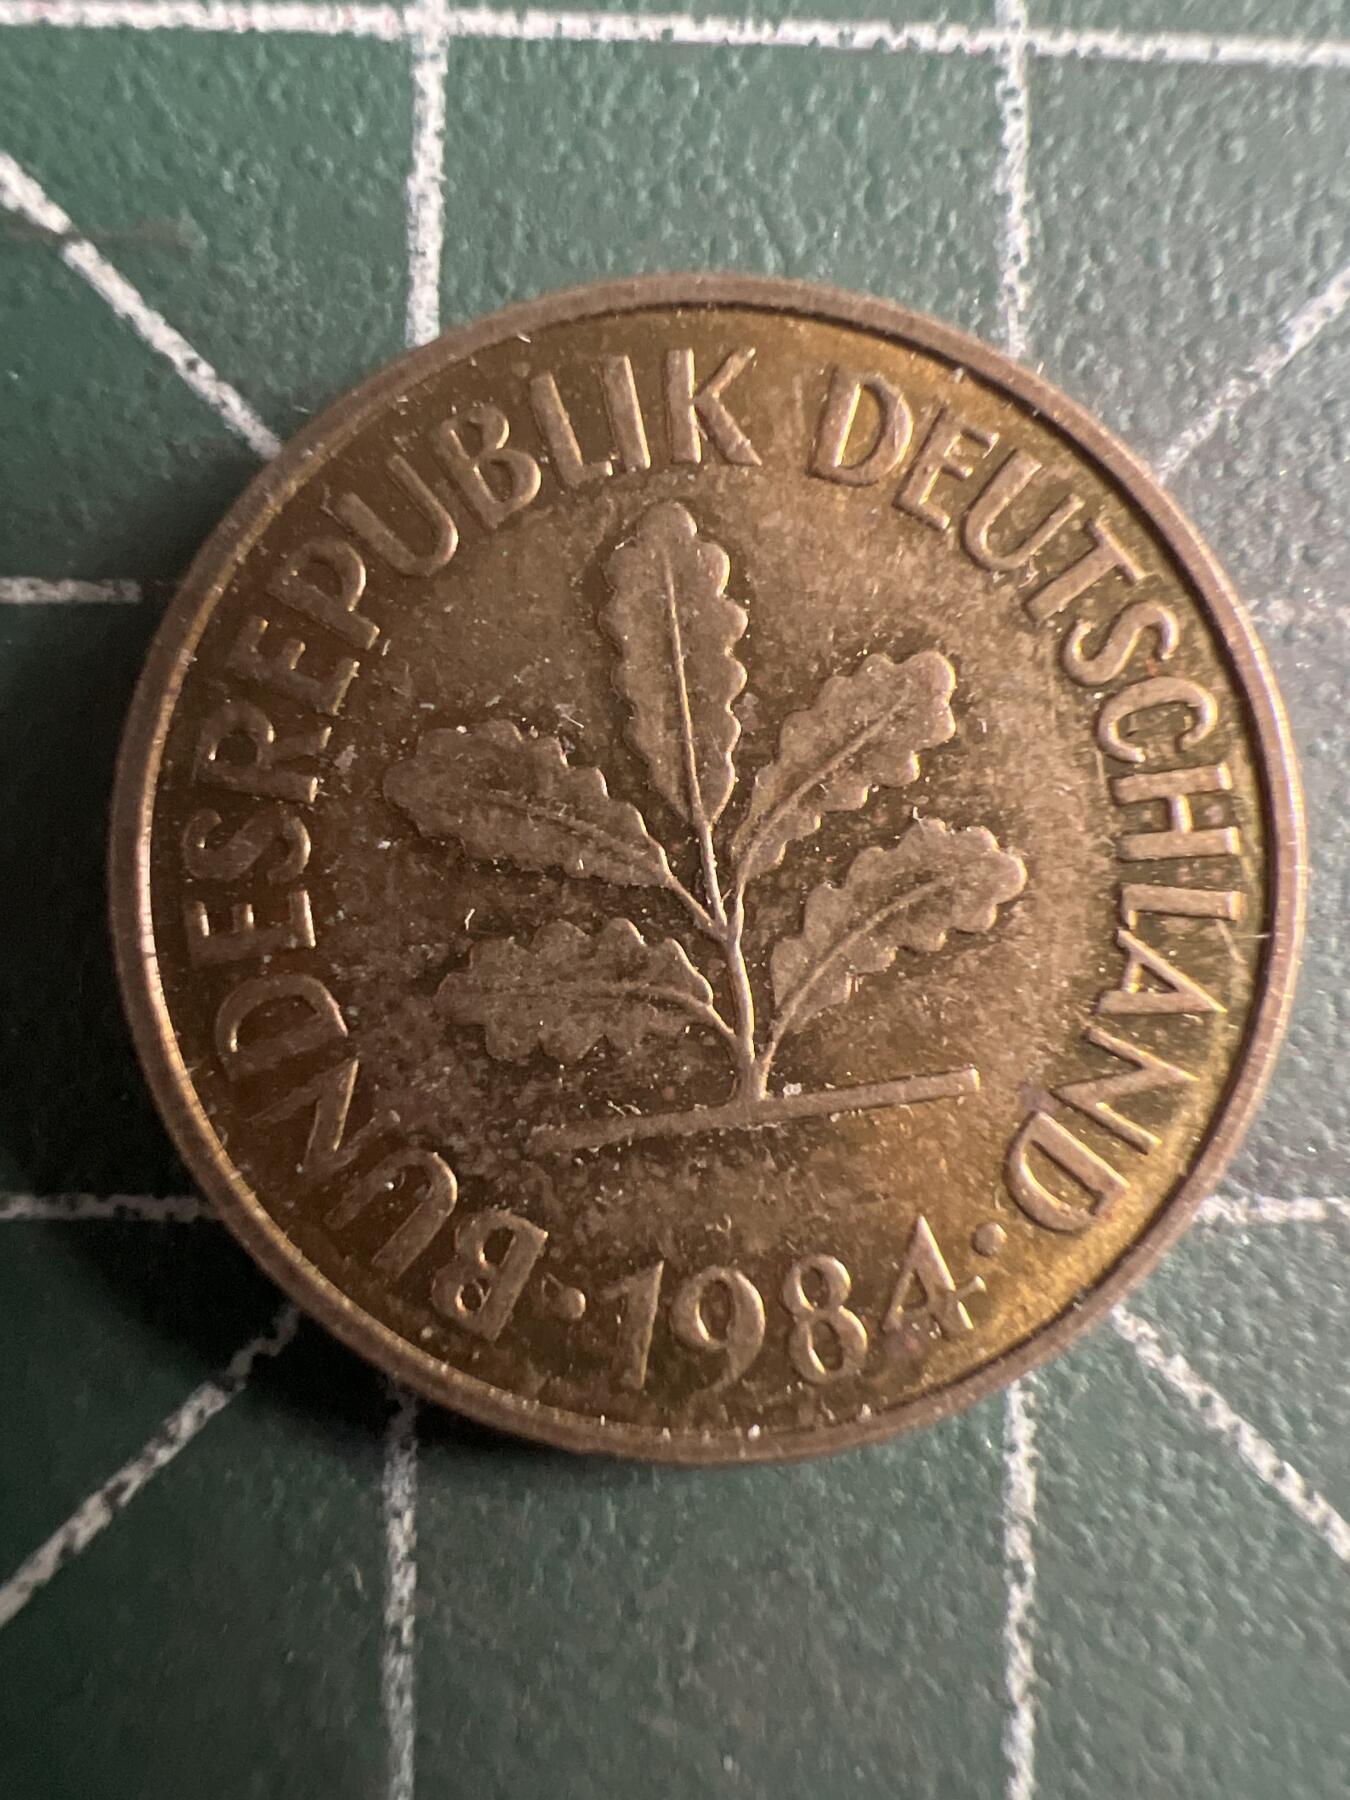 BUNDESREPUBLIK DEUTSCHLAND
· 1984 ·